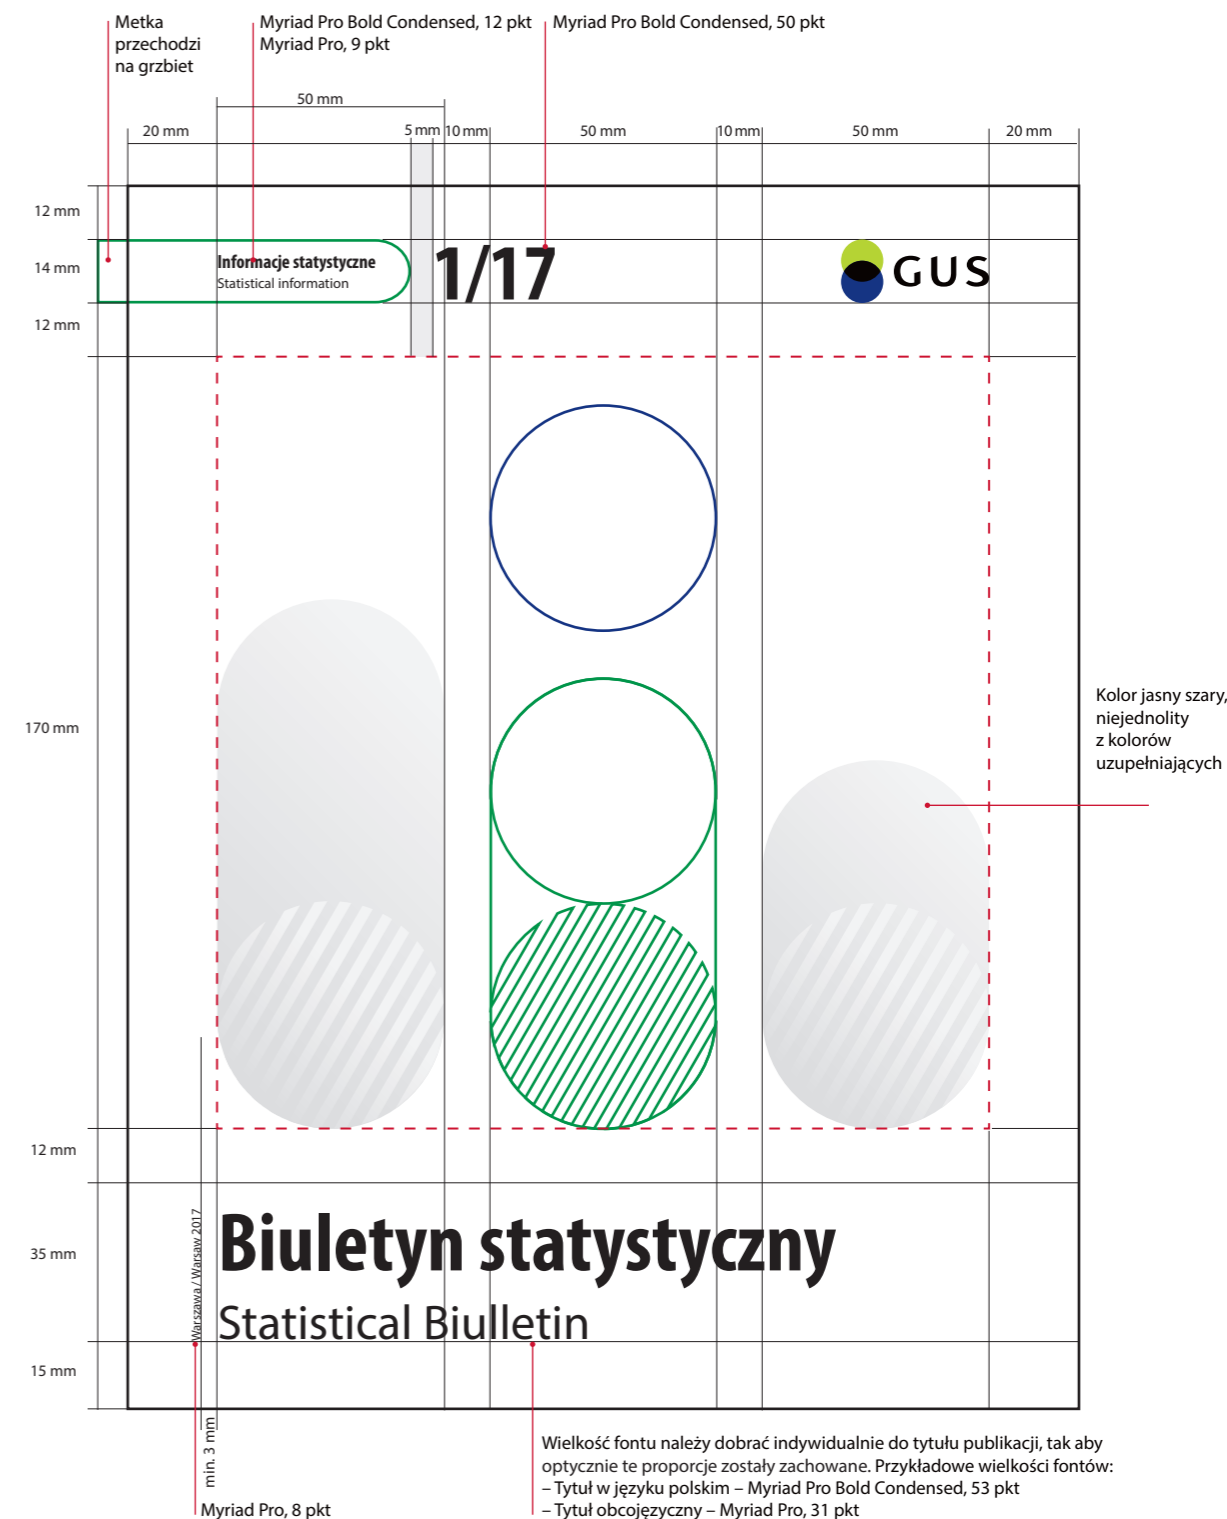 Metka
przechodzi
na grzbiet
Myriad Pro Bold Condensed, 12 pkt
Myriad Pro, 9 pkt
Myriad Pro Bold Condensed, 50 pkt
50 mm
20 mm
5 mm
10 mm
50 mm
10 mm
50 mm
20 mm
12 mm
14 mm
12 mm
Informacje statystyczne
Statistical information
1/17
GUS
170 mm
Kolor jasny szary,
niejednolity
z kolorów
uzupełniających
12 mm
35 mm
15 mm
Warszawa / Warsaw 2017
Biuletyn statystyczny
Statistical Biulletin
min. 3 mm
Myriad Pro, 8 pkt
Wielkość fontu należy dobrać indywidualnie do tytułu publikacji, tak aby
optycznie te proporcje zostały zachowane. Przykładowe wielkości fontów:
– Tytuł w języku polskim – Myriad Pro Bold Condensed, 53 pkt
– Tytuł obcojęzyczny – Myriad Pro, 31 pkt